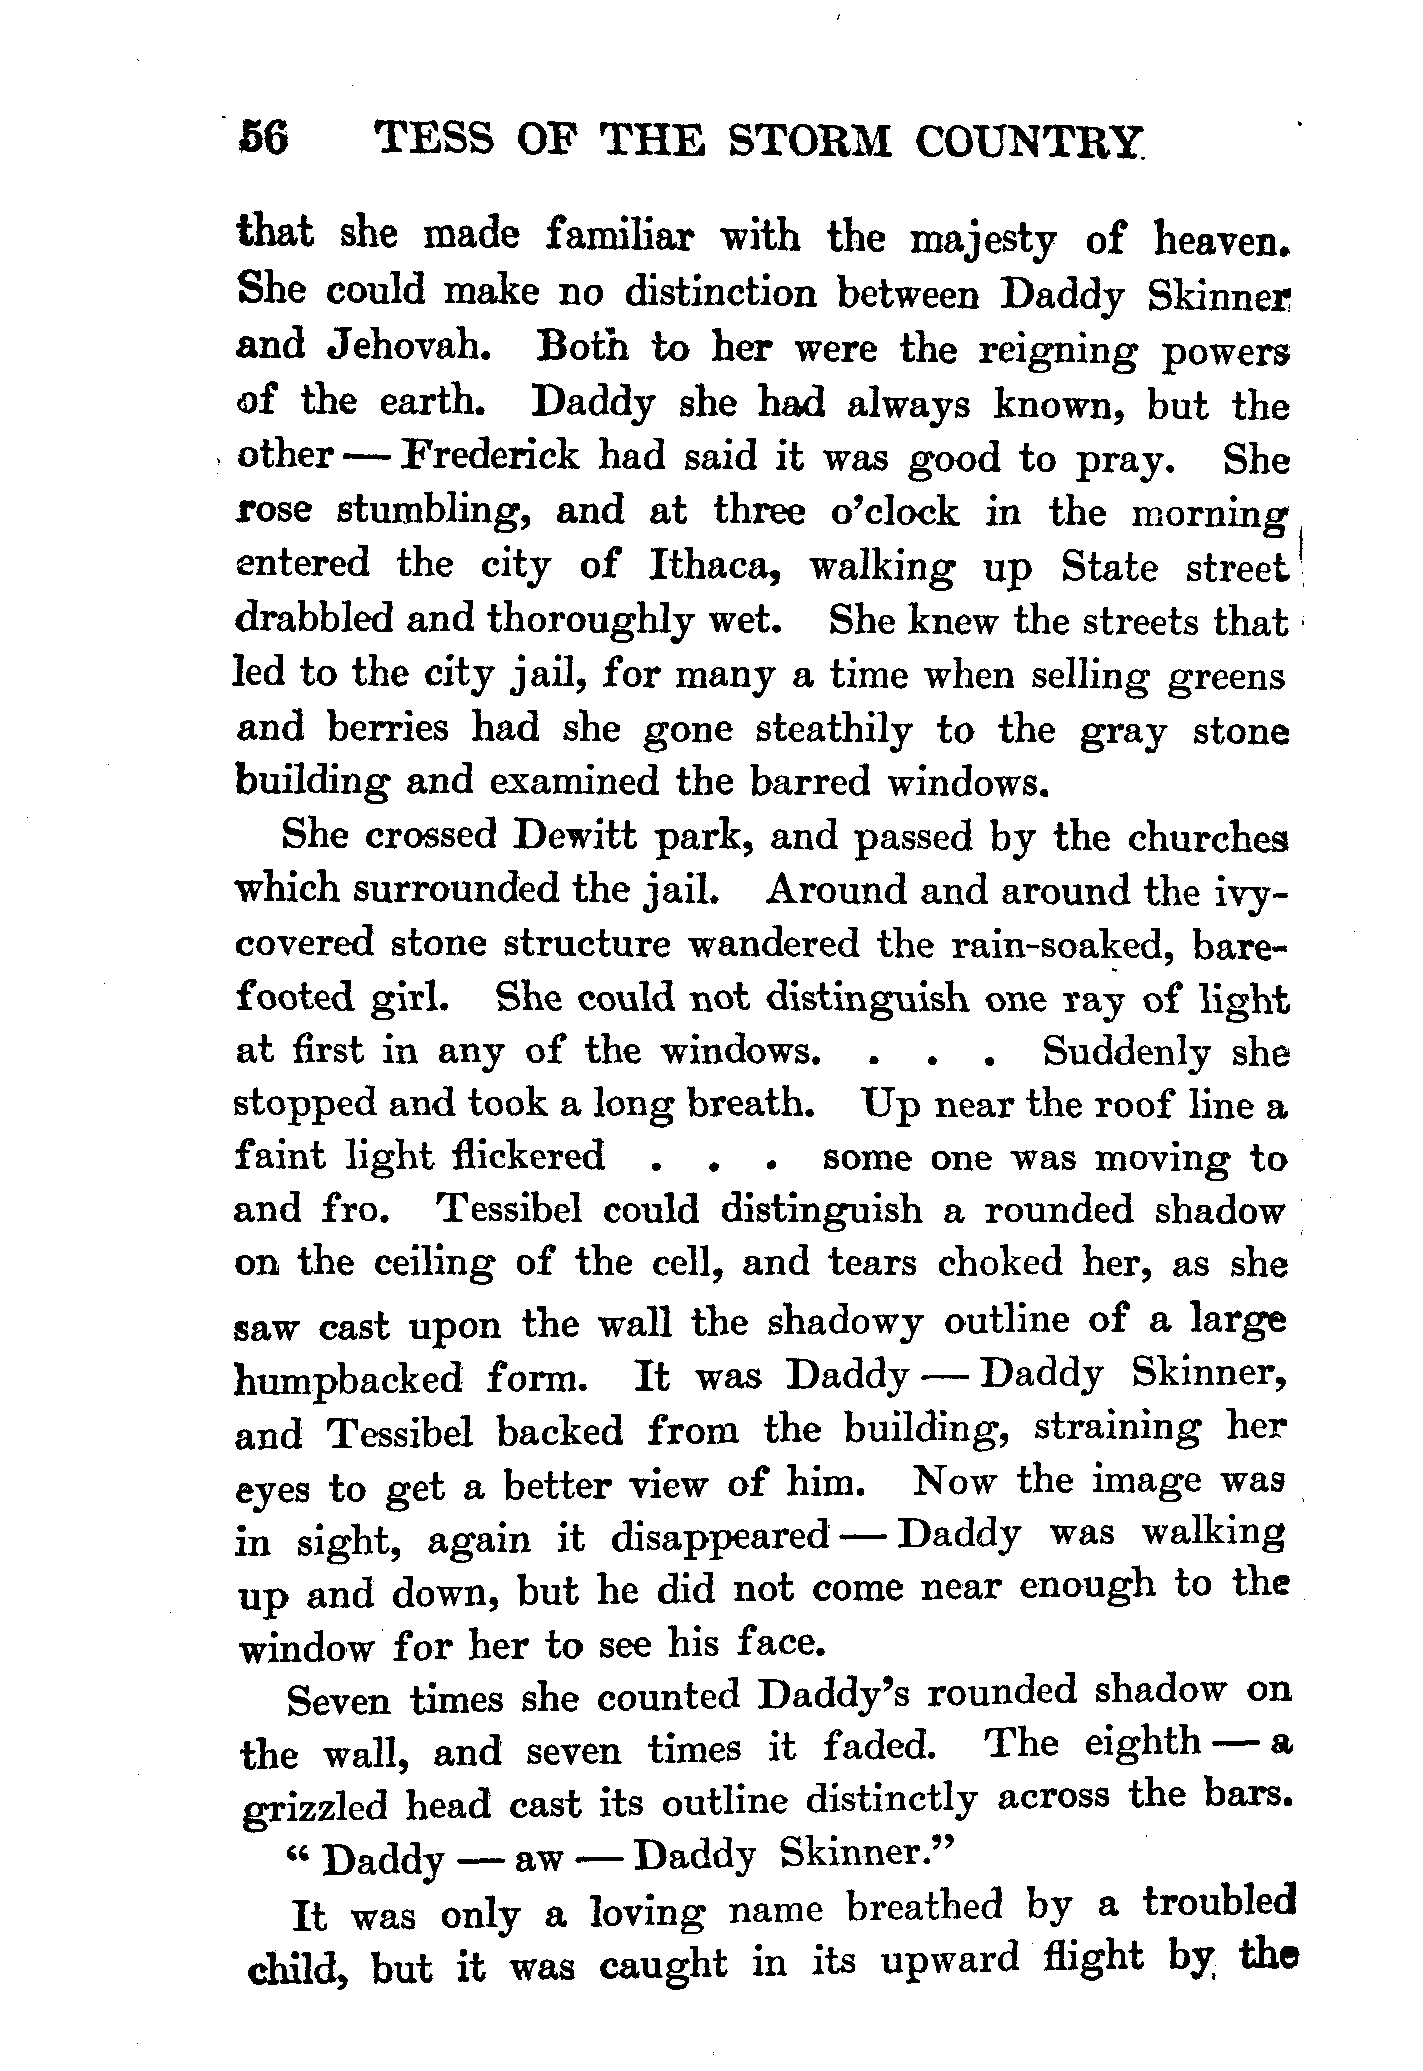 56 TESS OF THE STORM COUNTRY
that she made familiar with the majesty of heaven.
She could make no distinction between Daddy Skinner
and Jehovah. Both to her were the reigning powers
of the earth. Daddy she had always known, but the
other — Frederick had said it was good to pray. She
rose stumbling, and at three o'clock in the morning
entered the city of Ithaca, walking up State street
drabbled and thoroughly wet. She knew the streets that
led to the city jail, for many a time when selling greens
and berries had she gone steathily to the gray stone
building and examined the barred windows.
She crossed Dewitt park, and passed by the churches
which surrounded the jail. Around and around the ivy-
covered stone structure wandered the rain-soaked, bare-
footed girl. She could not distinguish one ray of light
at first in any of the windows. . . . Suddenly she
stopped and took a long breath. Up near the roof line a
faint light flickered . . . some one was moving to
and fro. Tessibel could distinguish a rounded shadow
on the ceiling of the cell, and tears choked her, as she
saw cast upon the wall the shadowy outline of a large
humpbacked form. It was Daddy — Daddy Skinner,
and Tessibel backed from the building, straining her
eyes to get a better view of him. Now the image was
in sight, again it disappeared — Daddy was walking
up and down, but he did not come near enough to the
window for her to see his face.
Seven times she counted Daddy's rounded shadow on
the wall, and seven times it faded. The eighth — a
grizzled head cast its outline distinctly across the bars.
“ Daddy — aw — Daddy Skinner.”
It was only a loving name breathed by a troubled
child, but it was caught in its upward flight by the